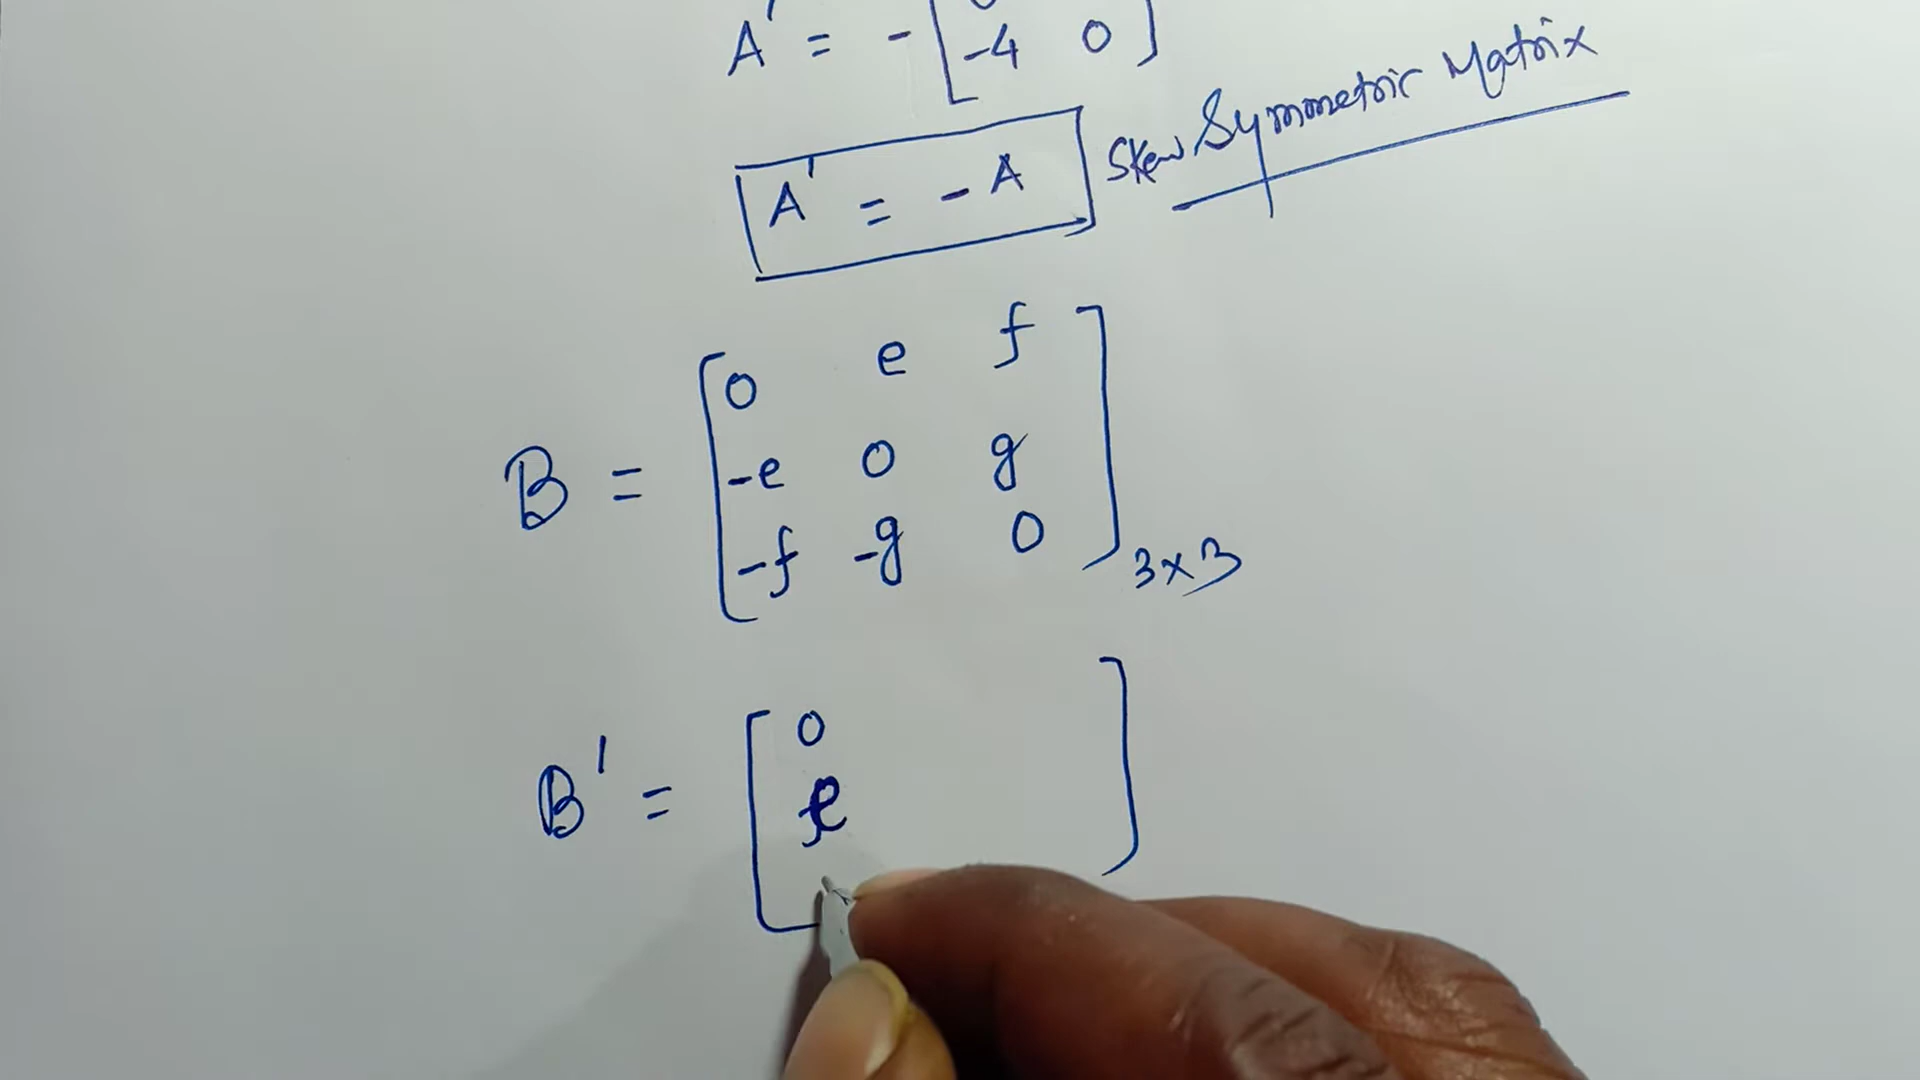 A' = - [
-4 0 ]
A' = - A Skew Symmetric Matrix
0 e f
B = -e 0 g
-f -g 0 3×3
0
B' = e